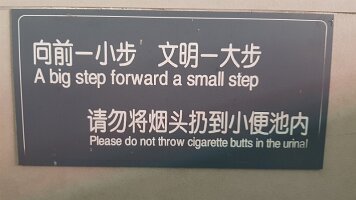 向前一小步 文明一大步
A big step forward a small step
请勿将烟头扔到小便池内
Please do not throw cigarette butts in the urinal